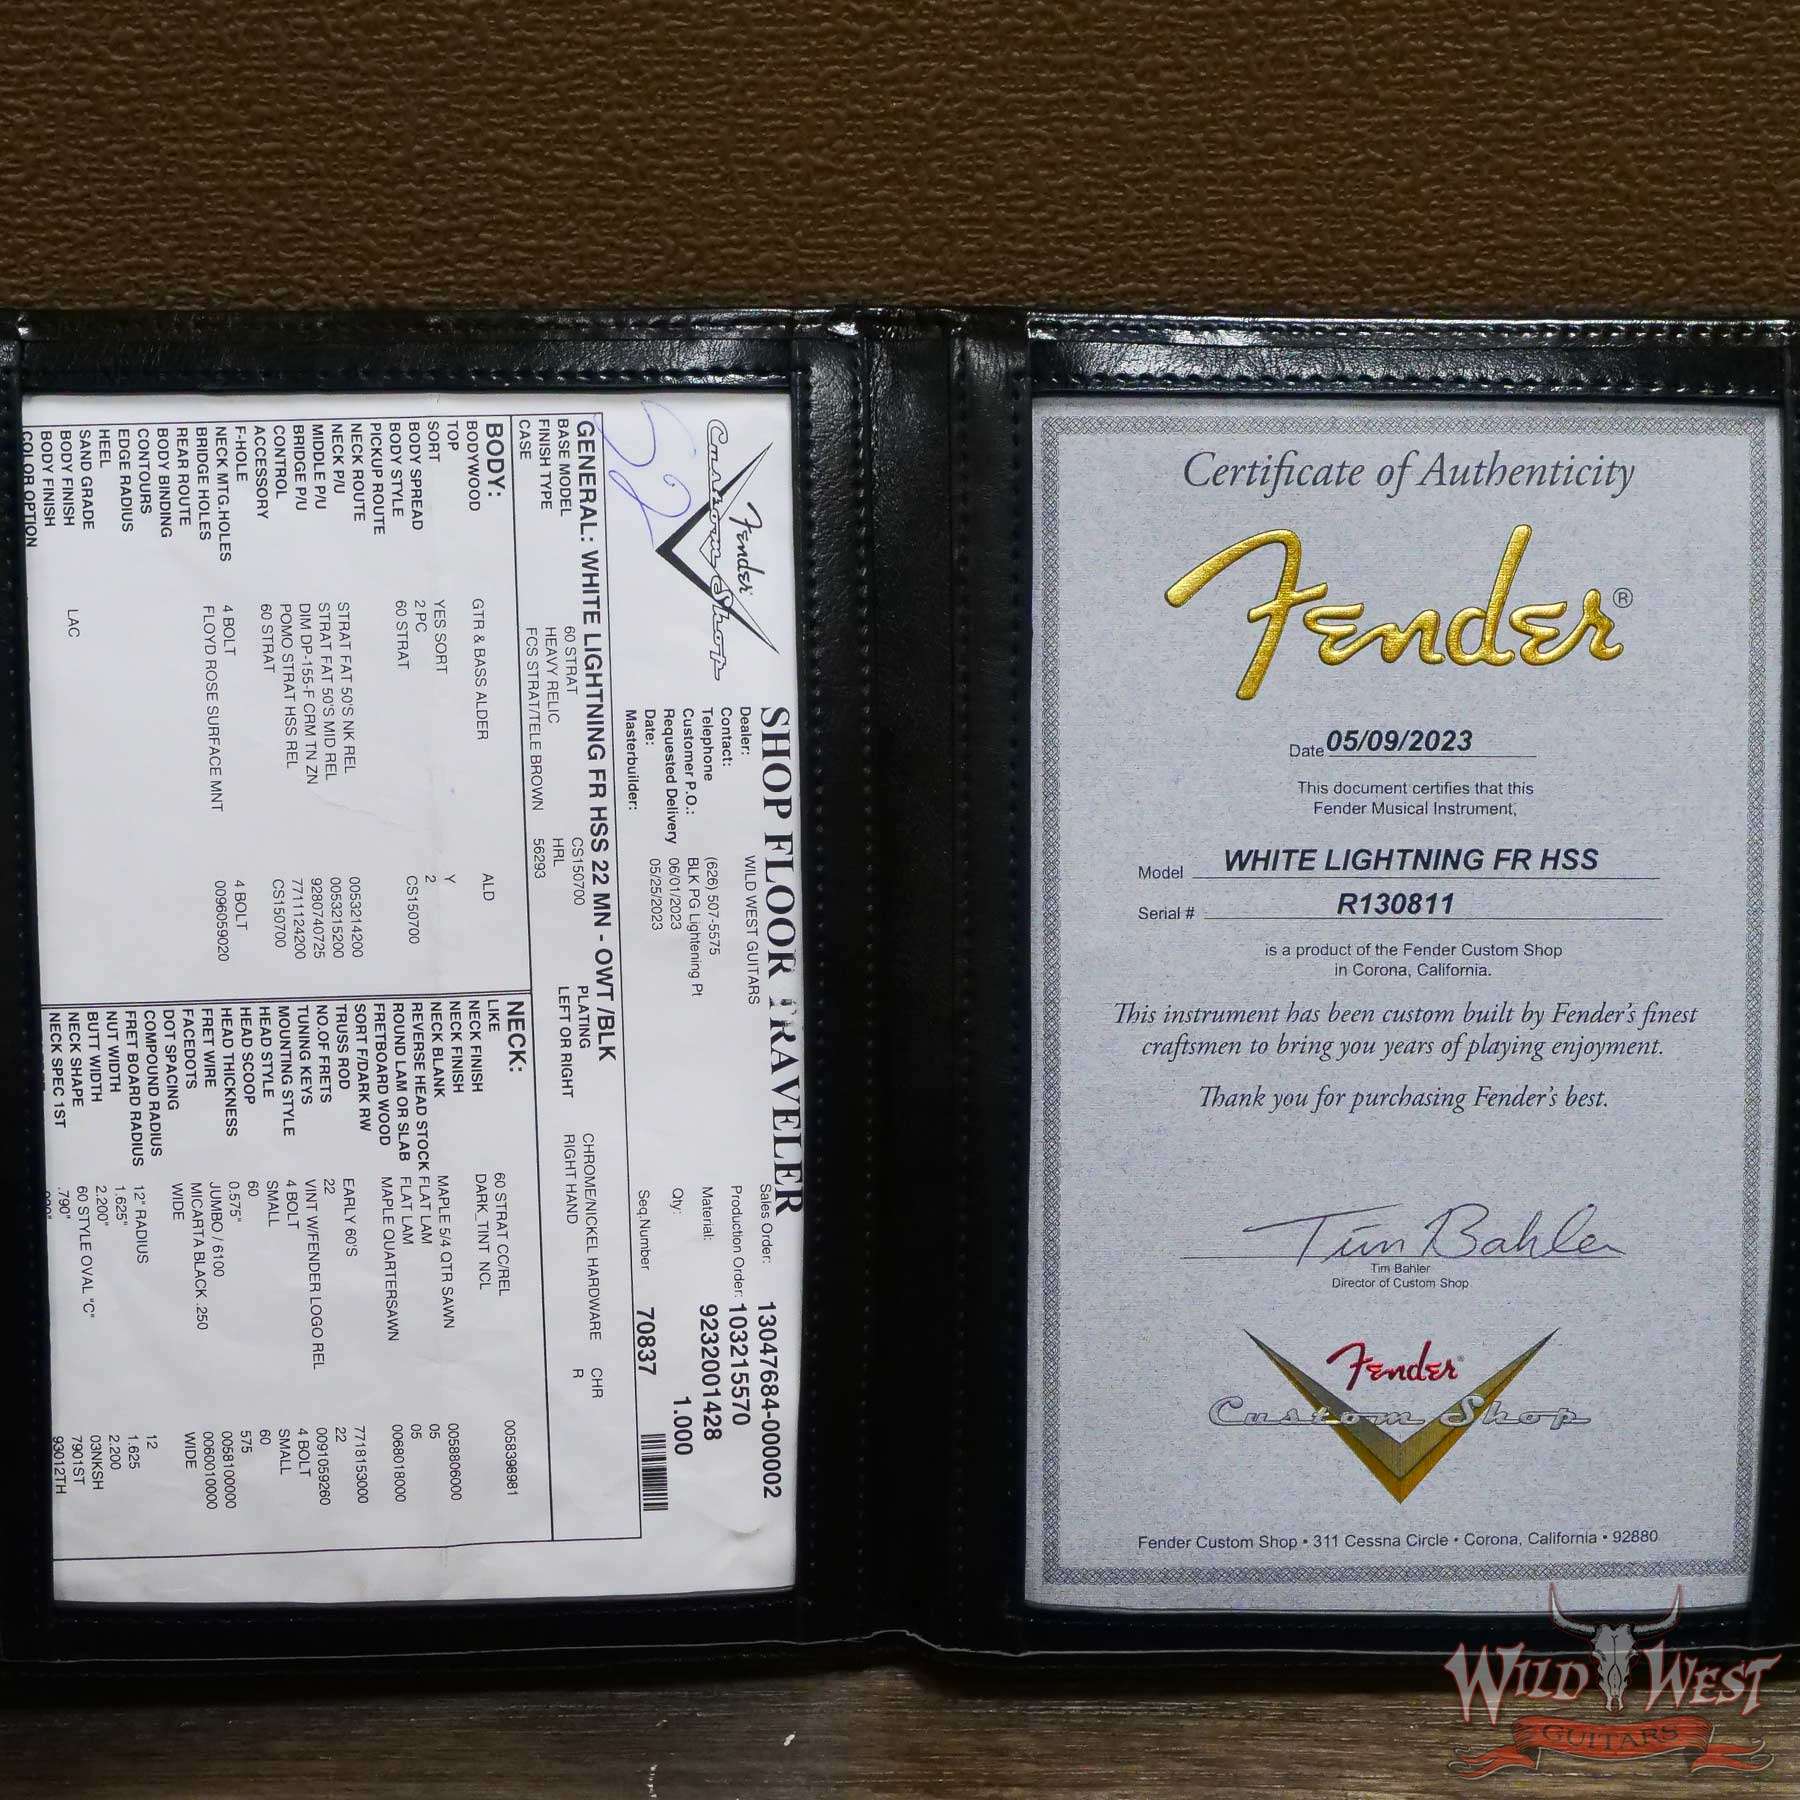 Fender
Custom Shop
52
SHOP FLOOR TRAVELER
Dealer: WILD WEST GUITARS
Contact:
Telephone (626) 507-5575
Customer P.O.: BLK PG Lightening Pt
Requested Delivery 06/01/2023
Date: 05/25/2023
Masterbuilder:
Sales Order: 13047684-000002
Production Order: 103215570
Material: 9232001428
Qty: 1.000
Seq.Number 70837
GENERAL: WHITE LIGHTNING FR HSS 22 MN - OWT /BLK
BASE MODEL 60 STRAT CS150700 PLATING CHROME/NICKEL HARDWARE CHR
FINISH TYPE HEAVY RELIC HRL LEFT OR RIGHT RIGHT HAND R
CASE FCS STRAT/TELE BROWN 56293
BODY:
BODYWOOD GTR & BASS ALDER ALD
TOP
SORT YES SORT Y
BODY SPREAD 2 PC 2
BODY STYLE 60 STRAT CS150700
PICKUP ROUTE
NECK ROUTE
NECK P/U STRAT FAT 50'S NK REL 0053214200
MIDDLE P/U STRAT FAT 50'S MID REL 0053215200
BRIDGE P/U DIM DP-155-F CRM TN ZN 9280740725
CONTROL POMO STRAT HSS REL 7711124200
ACCESSORY 60 STRAT CS150700
F-HOLE
NECK MTG.HOLES 4 BOLT 4 BOLT
BRIDGE HOLES FLOYD ROSE SURFACE MNT 0096059020
REAR ROUTE
BODY BINDING
CONTOURS
EDGE RADIUS
HEEL
SAND GRADE
BODY FINISH LAC
BODY FINISH
COLOR OPTION
NECK:
LIKE 60 STRAT CC/REL 0058398981
NECK FINISH DARK_TINT NCL
NECK FINISH
NECK BLANK MAPLE 5/4 QTR SAWN 0058806000
REVERSE HEAD STOCK FLAT LAM 05
ROUND LAM OR SLAB FLAT LAM 05
FRETBOARD WOOD MAPLE QUARTERSAWN 0068018000
SORT F/DARK RW
TRUSS ROD EARLY 60'S 7718153000
NO.OF FRETS 22 22
TUNING KEYS VINT W/FENDER LOGO REL 0091059260
MOUNTING STYLE 4 BOLT 4 BOLT
HEAD STYLE SMALL SMALL
HEAD SCOOP 60 60
HEAD THICKNESS 0.575" 575
FRET WIRE JUMBO / 6100 0058100000
FACEDOTS MICARTA BLACK .250 0060010000
DOT SPACING WIDE WIDE
COMPOUND RADIUS
FRET BOARD RADIUS 12" RADIUS 12
NUT WIDTH 1.625" 1.625
BUTT WIDTH 2.200" 2.200
NECK SHAPE 60 STYLE OVAL "C" 03NKSH
NECK SPEC 1ST .790" 7901ST
93012TH
Certificate of Authenticity
Fender®
Date 05/09/2023
This document certifies that this
Fender Musical Instrument,
Model WHITE LIGHTNING FR HSS
Serial # R130811
is a product of the Fender Custom Shop
in Corona, California.
This instrument has been custom built by Fender's finest
craftsmen to bring you years of playing enjoyment.
Thank you for purchasing Fender's best.
Tim Bahler
Tim Bahler
Director of Custom Shop
Fender®
Custom Shop
Fender Custom Shop • 311 Cessna Circle • Corona, California • 92880
WILD WEST
GUITARS